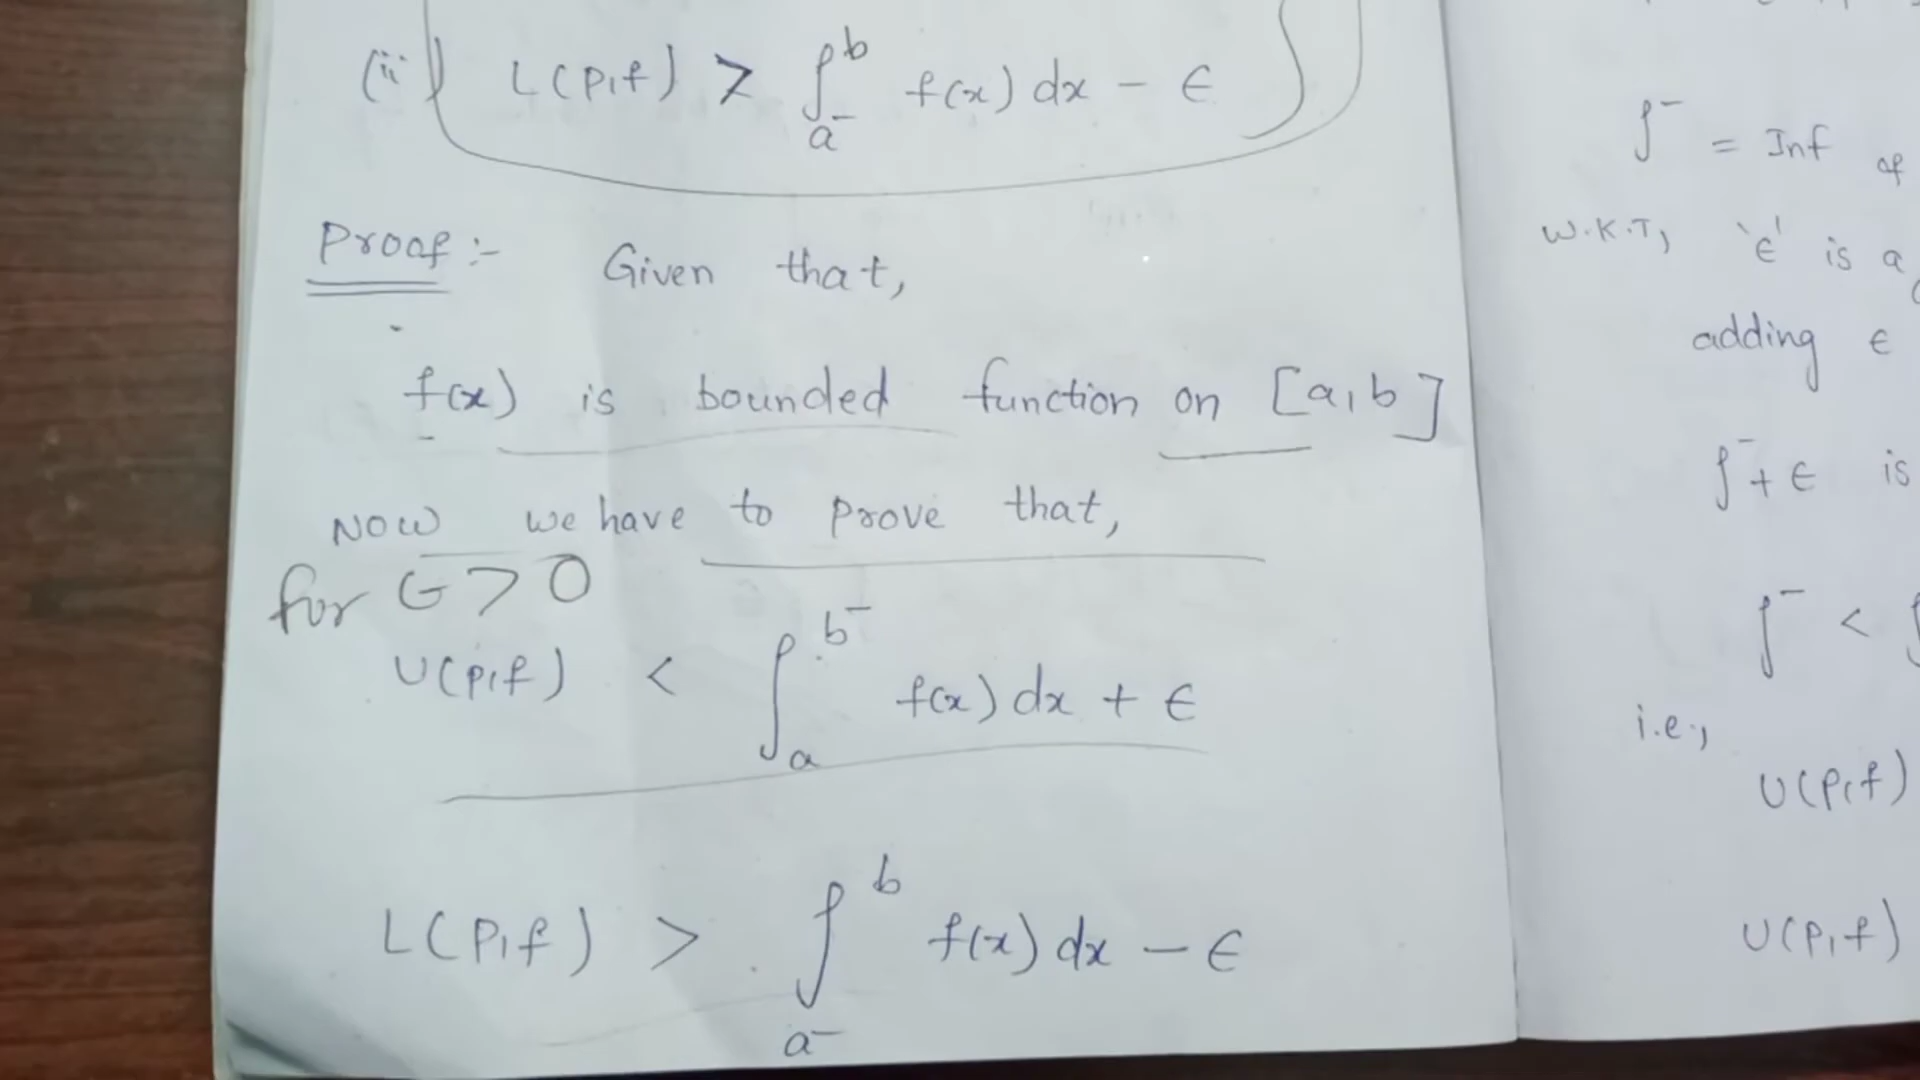 (ii) L(P,f) > ∫_a̲^b f(x) dx - ϵ
Proof :- Given that,
f(x) is bounded function on [a,b]
NOW we have to prove that,
for ϵ > 0
U(P,f) < ∫_a^b̄ f(x) dx + ϵ
L(P,f) > ∫_a̲^b f(x) dx - ϵ
∫¯ = Inf of
W.K.T, 'ϵ' is a
adding ϵ
∫¯ + ϵ is
∫¯ < ∫
i.e.,
U(P,f)
U(P,f)